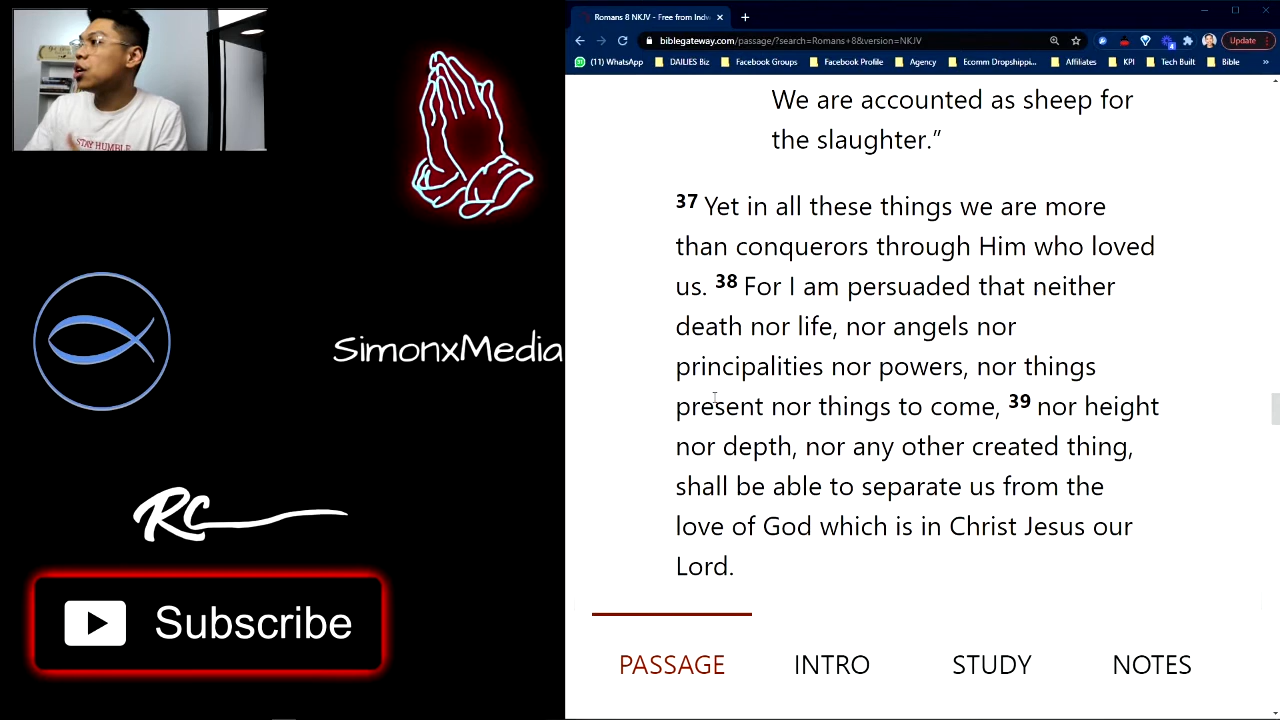 STAY HUMBLE
SimonxMedia
RC
Subscribe
Romans 8 NKJV - Free from Indw
biblegateway.com/passage/?search=Romans+8&version=NKJV
Update
(11) WhatsApp
DAILIES Biz
Facebook Groups
Facebook Profile
Agency
Ecomm Dropshippi...
Affiliates
KPI
Tech Built
Bible
»
We are accounted as sheep for
the slaughter.”
37 Yet in all these things we are more
than conquerors through Him who loved
us. 38 For I am persuaded that neither
death nor life, nor angels nor
principalities nor powers, nor things
present nor things to come, 39 nor height
nor depth, nor any other created thing,
shall be able to separate us from the
love of God which is in Christ Jesus our
Lord.
PASSAGE
INTRO
STUDY
NOTES